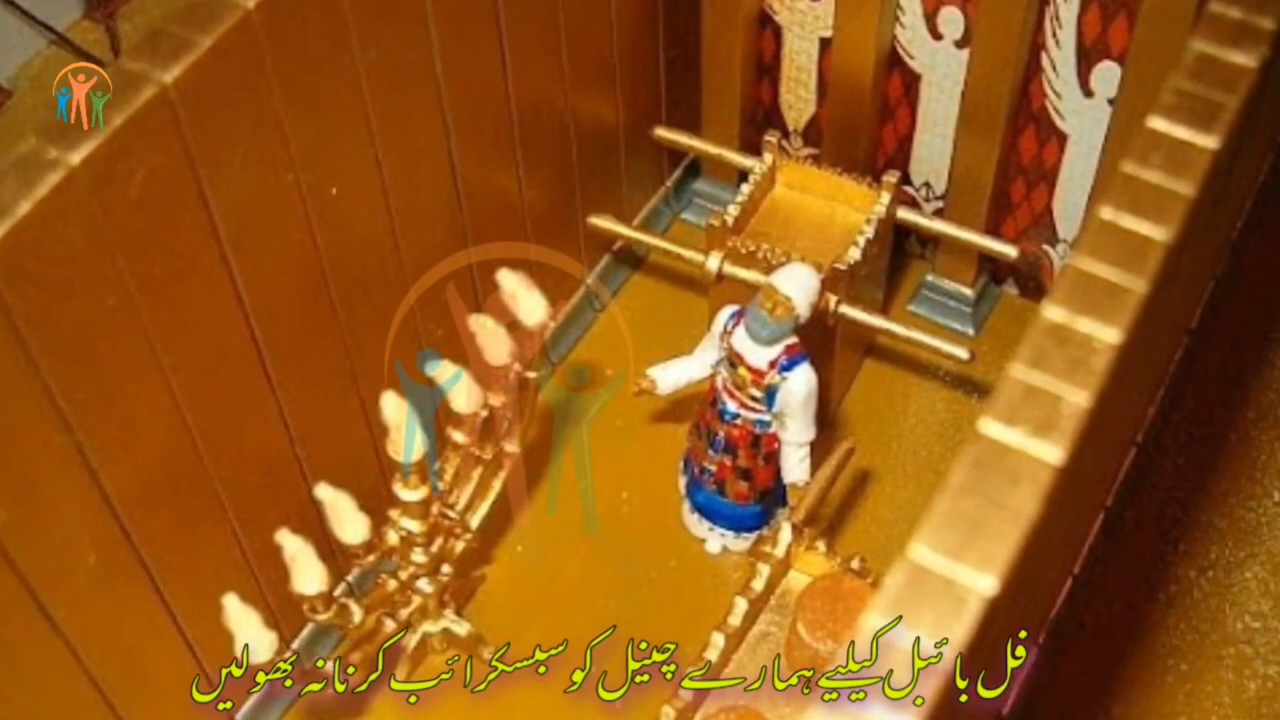 فل بائبل کیلیے ہمارے چینل کو سبسکرائب کرنا نہ بھولیں